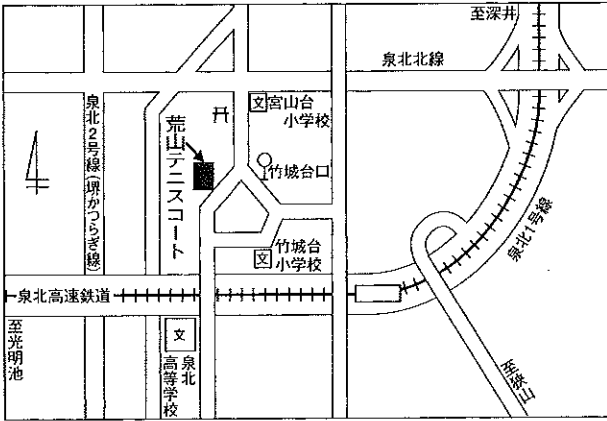 至深井
泉北北線
文
宮山台
小学校
荒山テニスコート
竹城台口
泉北2号線(堺かつらぎ線)
竹城台
小学校
文
泉北1号線
泉北高速鉄道
文
泉北
高等学校
至光明池
至狭山